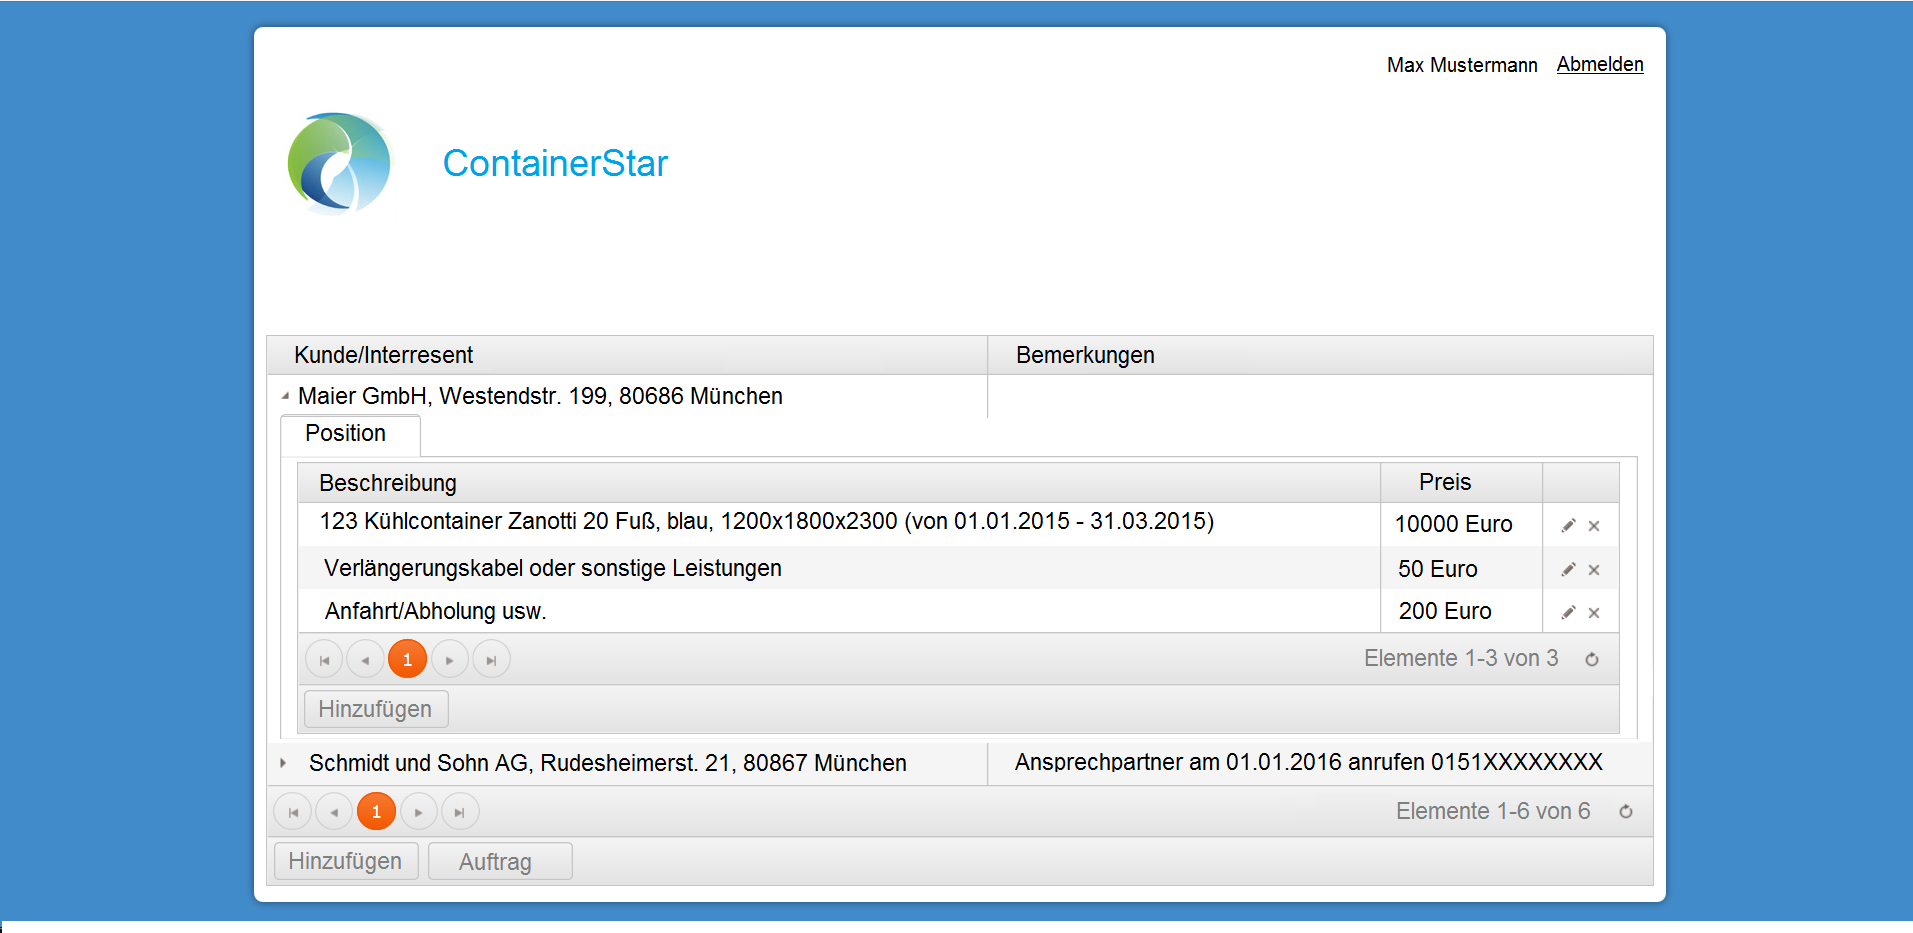 Max Mustermann Abmelden
ContainerStar
Kunde/Interresent Bemerkungen
Maier GmbH, Westendstr. 199, 80686 München
Position
Beschreibung Preis
123 Kühlcontainer Zanotti 20 Fuß, blau, 1200x1800x2300 (von 01.01.2015 - 31.03.2015) 10000 Euro
Verlängerungskabel oder sonstige Leistungen 50 Euro
Anfahrt/Abholung usw. 200 Euro
1 Elemente 1-3 von 3
Hinzufügen
Schmidt und Sohn AG, Rudesheimerst. 21, 80867 München Ansprechpartner am 01.01.2016 anrufen 0151XXXXXXXX
1 Elemente 1-6 von 6
Hinzufügen Auftrag